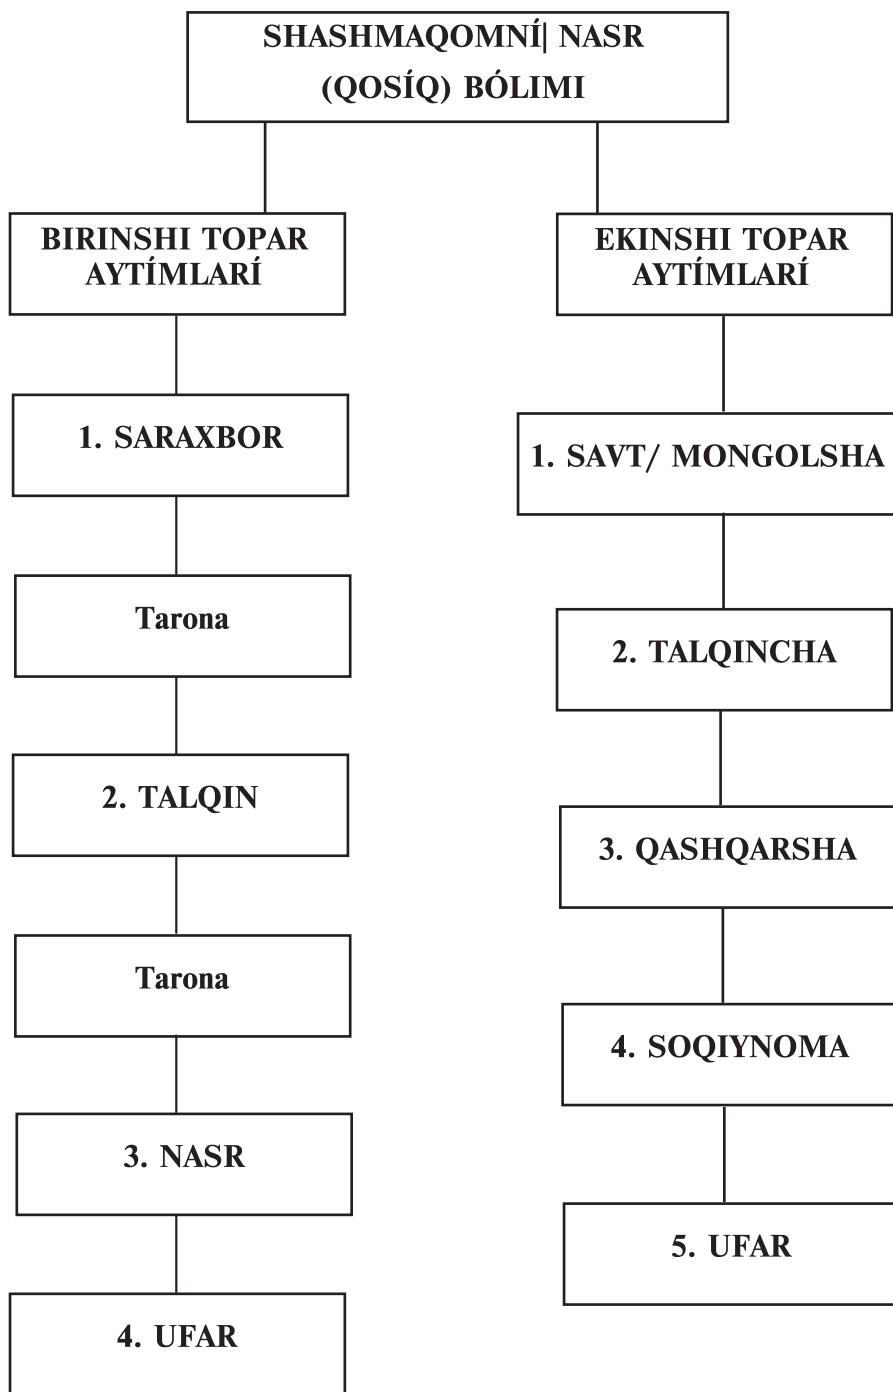 SHASHMAQOMNÍ| NASR
(QOSÍQ) BÓLIMI
BIRINSHI TOPAR
AYTÍMLARÍ
1. SARAXBOR
Tarona
2. TALQIN
Tarona
3. NASR
4. UFAR
EKINSHI TOPAR
AYTÍMLARÍ
1. SAVT/ MONGOLSHA
2. TALQINCHA
3. QASHQARSHA
4. SOQIYNOMA
5. UFAR